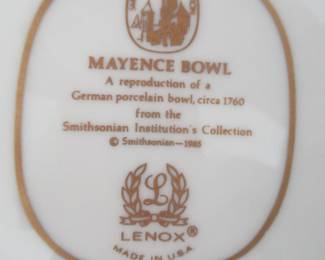 MAYENCE BOWL
A reproduction of a
German porcelain bowl, circa 1760
from the
Smithsonian Institution's Collection
© Smithsonian—1985
L
LENOX®
MADE IN U.S.A.